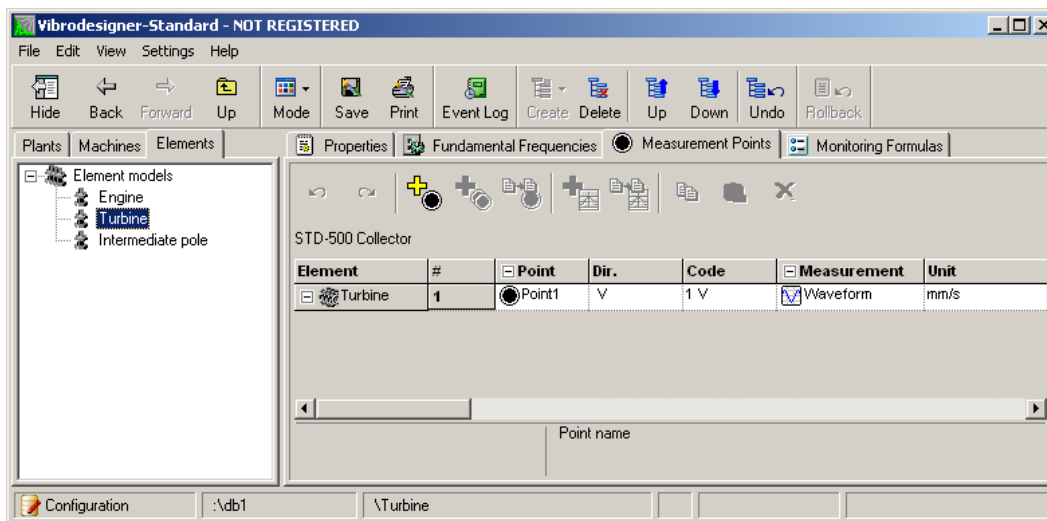 Vibrodesigner-Standard - NOT REGISTERED
File Edit View Settings Help
Hide Back Forward Up Mode Save Print Event Log Create Delete Up Down Undo Rollback
Plants Machines Elements Properties Fundamental Frequencies Measurement Points Monitoring Formulas
Element models
Engine
Turbine
Intermediate pole
STD-500 Collector
Element # Point Dir. Code Measurement Unit
Turbine 1 Point1 V 1 V Waveform mm/s
Point name
Configuration :\db1 \Turbine